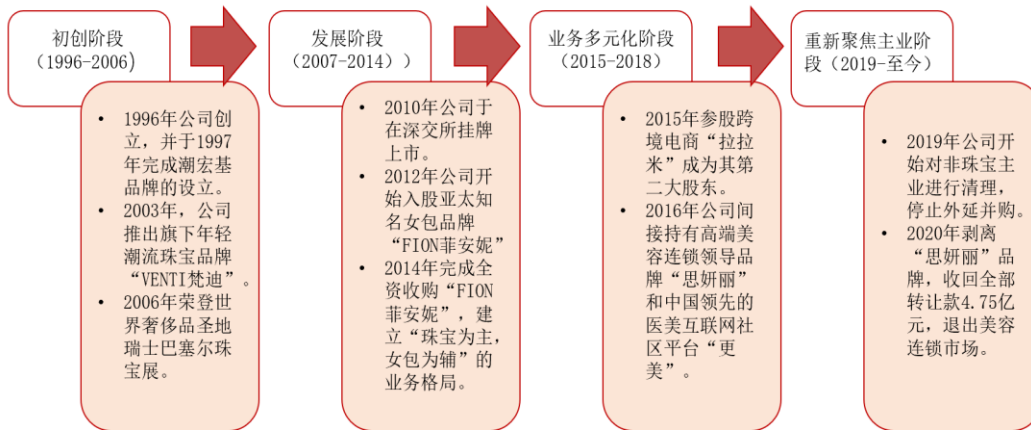 初创阶段
（1996-2006）
• 1996年公司创
立，并于1997
年完成潮宏基
品牌的设立。
• 2003年，公司
推出旗下年轻
潮流珠宝品牌
“VENTI梵迪”。
• 2006年荣登世
界奢侈品圣地
瑞士巴塞尔珠
宝展。
发展阶段
（2007-2014））
• 2010年公司于
在深交所挂牌
上市。
• 2012年公司开
始入股亚太知
名女包品牌
“FION菲安妮”
• 2014年完成全
资收购“FION
菲安妮”，建
立“珠宝为主，
女包为辅”的
业务格局。
业务多元化阶段
（2015-2018）
• 2015年参股跨
境电商“拉拉
米”成为其第
二大股东。
• 2016年公司间
接持有高端美
容连锁领导品
牌“思妍丽”
和中国领先的
医美互联网社
区平台“更
美”。
重新聚焦主业阶
段（2019-至今）
• 2019年公司开
始对非珠宝主
业进行清理，
停止外延并购。
• 2020年剥离
“思妍丽”品
牌，收回全部
转让款4.75亿
元，退出美容
连锁市场。